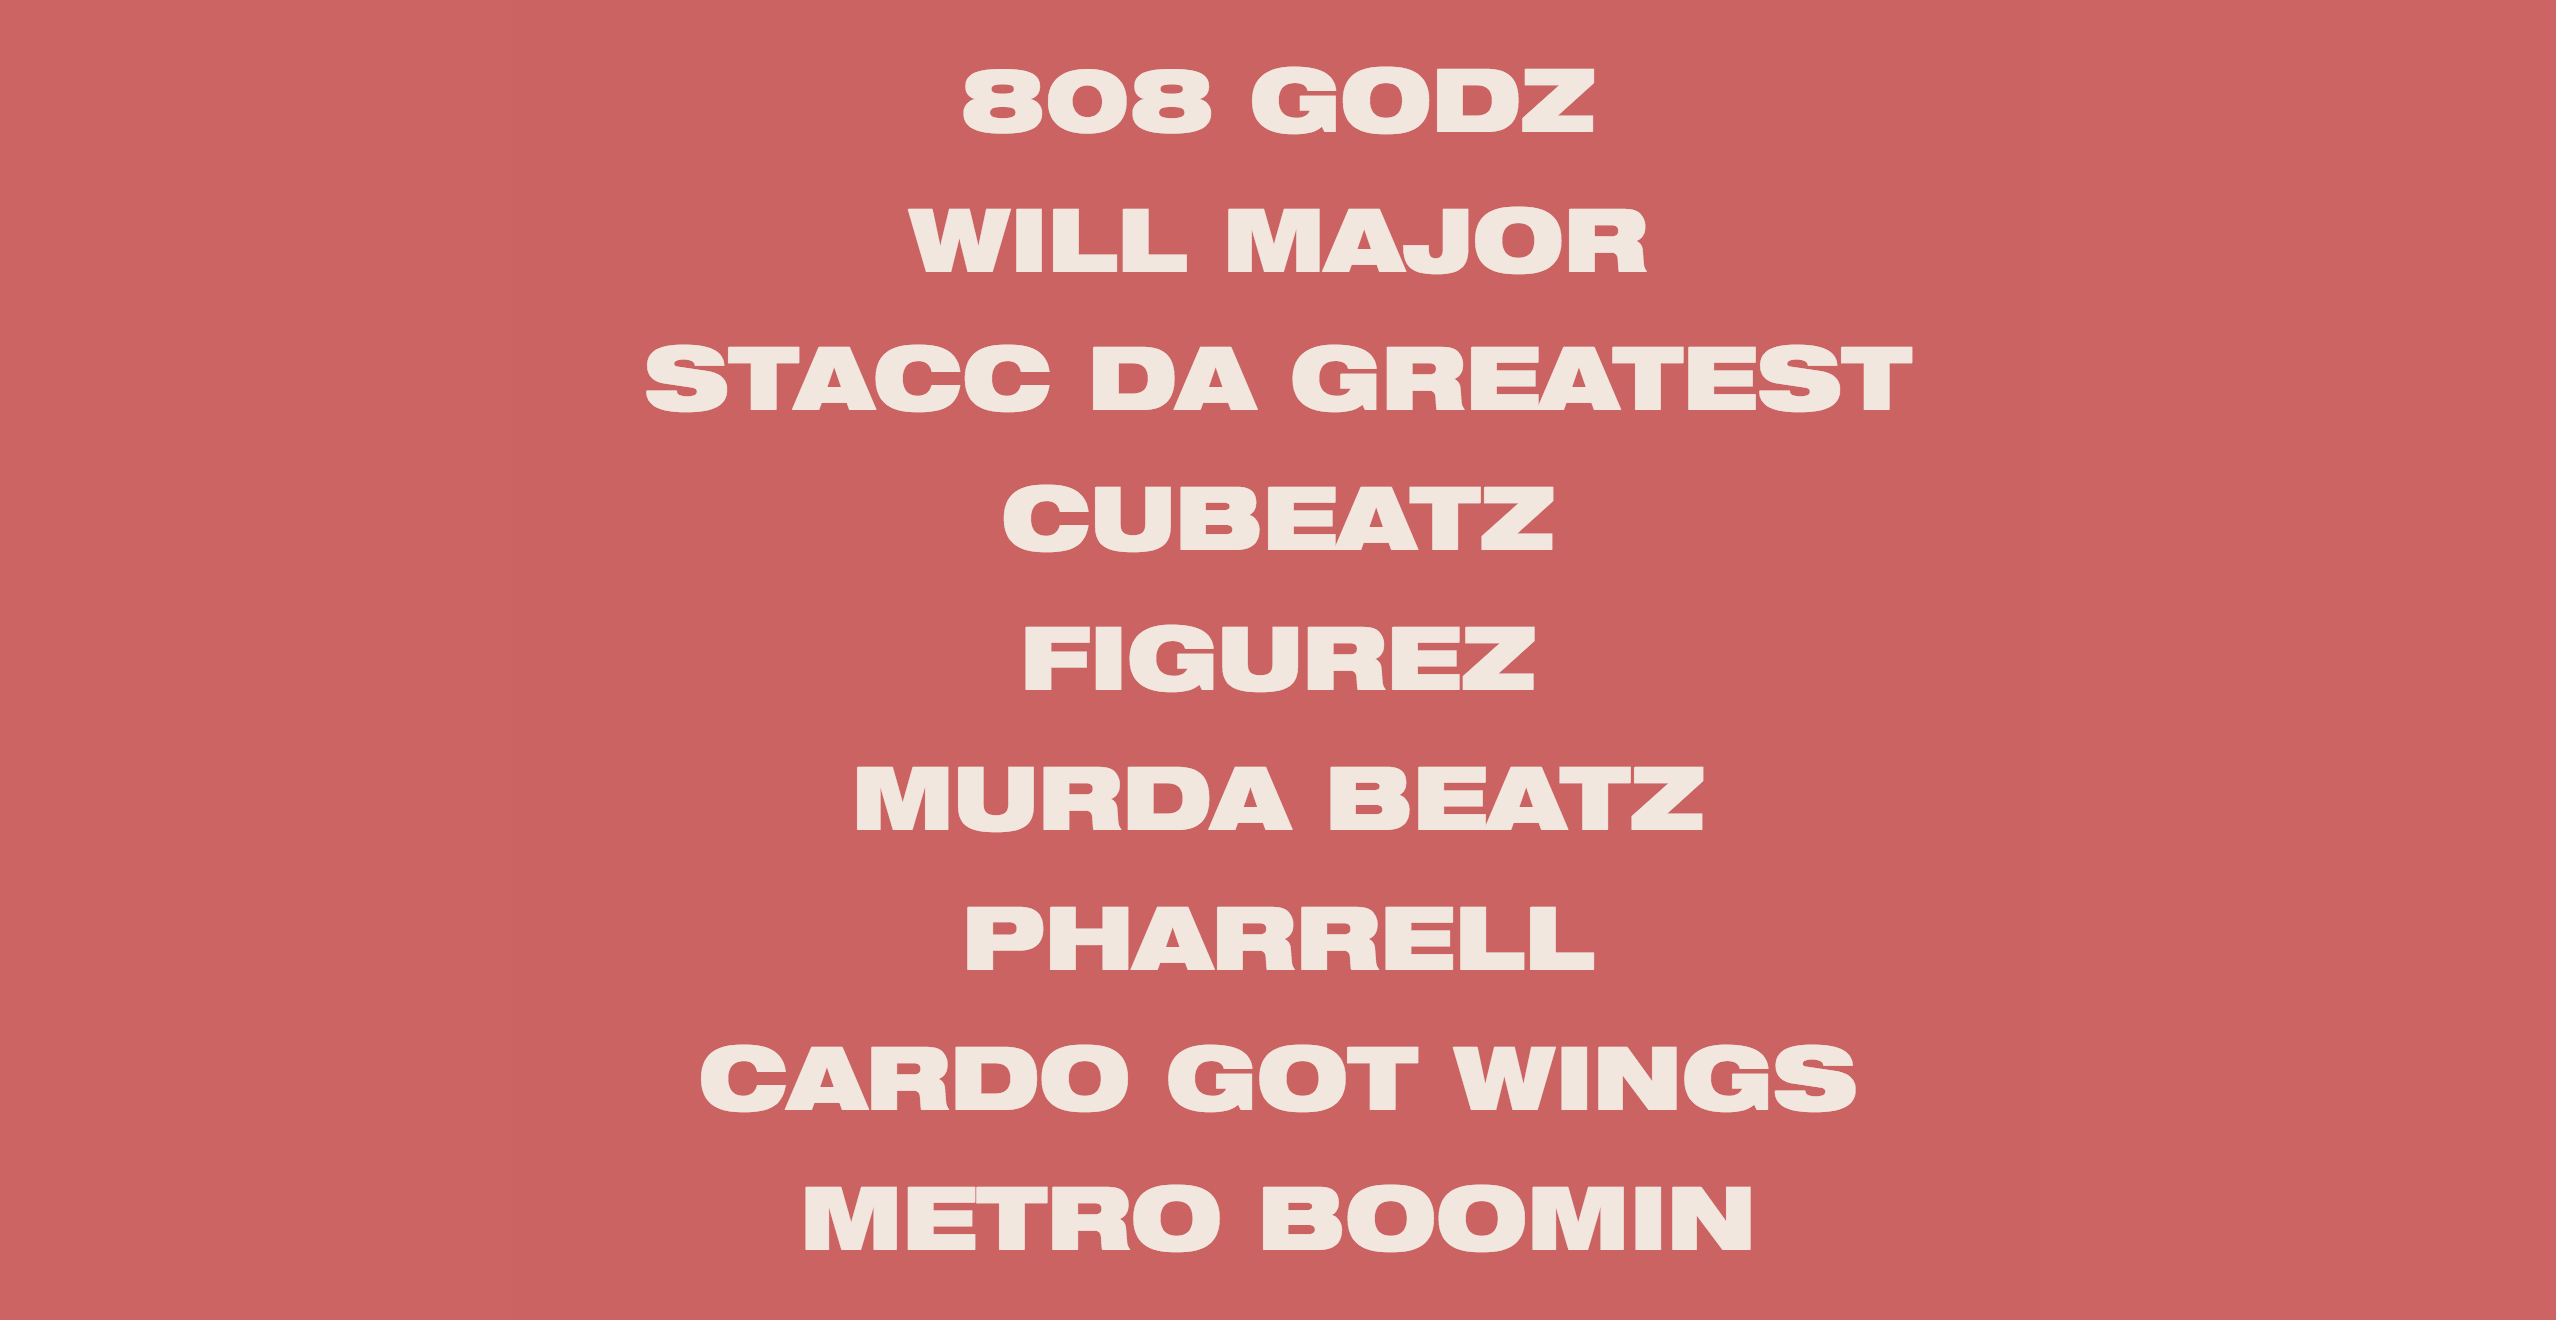 808 GODZ
WILL MAJOR
STACC DA GREATEST
CUBEATZ
FIGUREZ
MURDA BEATZ
PHARRELL
CARDO GOT WINGS
METRO BOOMIN